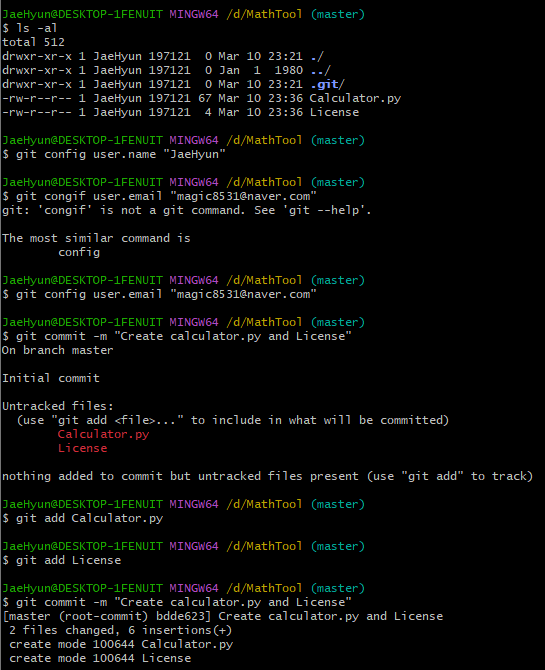 JaeHyun@DESKTOP-1FENUIT MINGW64 /d/MathTool (master)
$ ls -al
total 512
drwxr-xr-x 1 JaeHyun 197121  0 Mar 10 23:21 ./
drwxr-xr-x 1 JaeHyun 197121  0 Jan  1  1980 ../
drwxr-xr-x 1 JaeHyun 197121  0 Mar 10 23:36 .git/
-rw-r--r-- 1 JaeHyun 197121 67 Mar 10 23:36 Calculator.py
-rw-r--r-- 1 JaeHyun 197121  4 Mar 10 23:36 License
JaeHyun@DESKTOP-1FENUIT MINGW64 /d/MathTool (master)
$ git config user.name "JaeHyun"
JaeHyun@DESKTOP-1FENUIT MINGW64 /d/MathTool (master)
$ git congif user.email "magic8531@naver.com"
git: 'congif' is not a git command. See 'git --help'.
The most similar command is
        config
JaeHyun@DESKTOP-1FENUIT MINGW64 /d/MathTool (master)
$ git config user.email "magic8531@naver.com"
JaeHyun@DESKTOP-1FENUIT MINGW64 /d/MathTool (master)
$ git commit -m "Create calculator.py and License"
On branch master
Initial commit
Untracked files:
  (use "git add <file>..." to include in what will be committed)
        Calculator.py
        License
nothing added to commit but untracked files present (use "git add" to track)
JaeHyun@DESKTOP-1FENUIT MINGW64 /d/MathTool (master)
$ git add Calculator.py
JaeHyun@DESKTOP-1FENUIT MINGW64 /d/MathTool (master)
$ git add License
JaeHyun@DESKTOP-1FENUIT MINGW64 /d/MathTool (master)
$ git commit -m "Create calculator.py and License"
[master (root-commit) bdde623] Create calculator.py and License
 2 files changed, 6 insertions(+)
 create mode 100644 Calculator.py
 create mode 100644 License